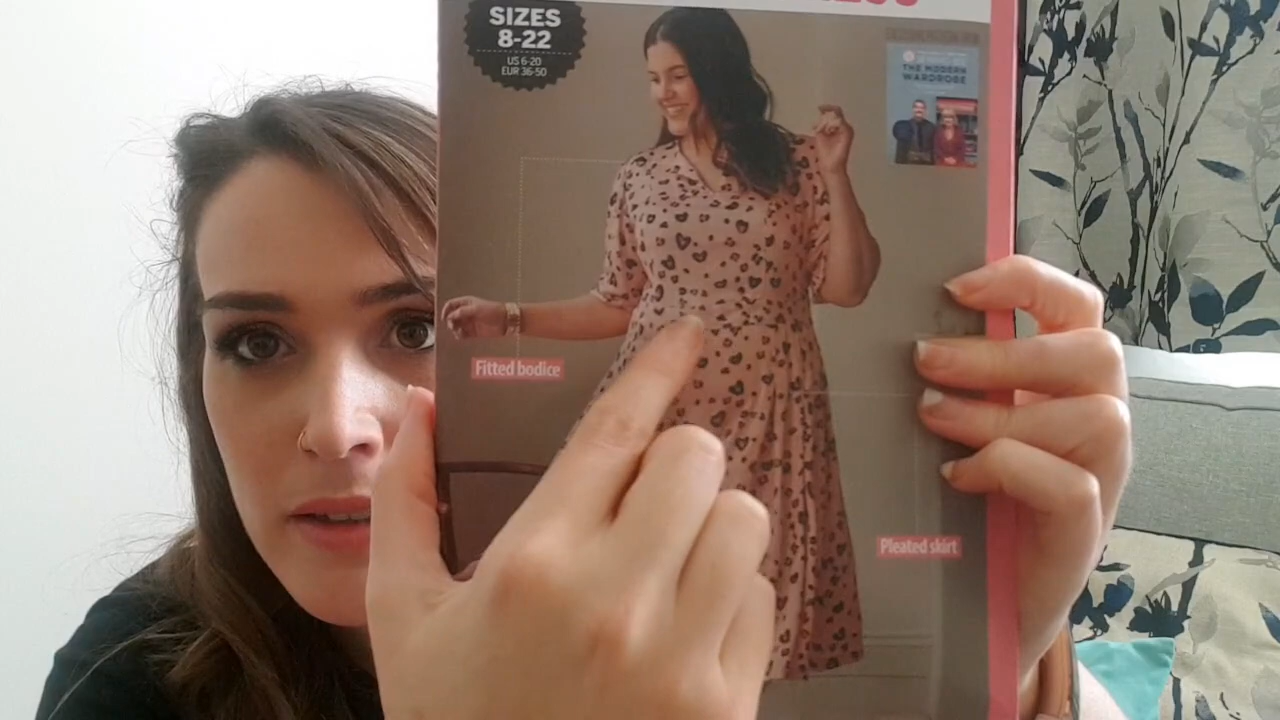 SIZES
8-22
US 6-20
EUR 36-50
THE MODERN
WARDROBE
Fitted bodice
Pleated skirt